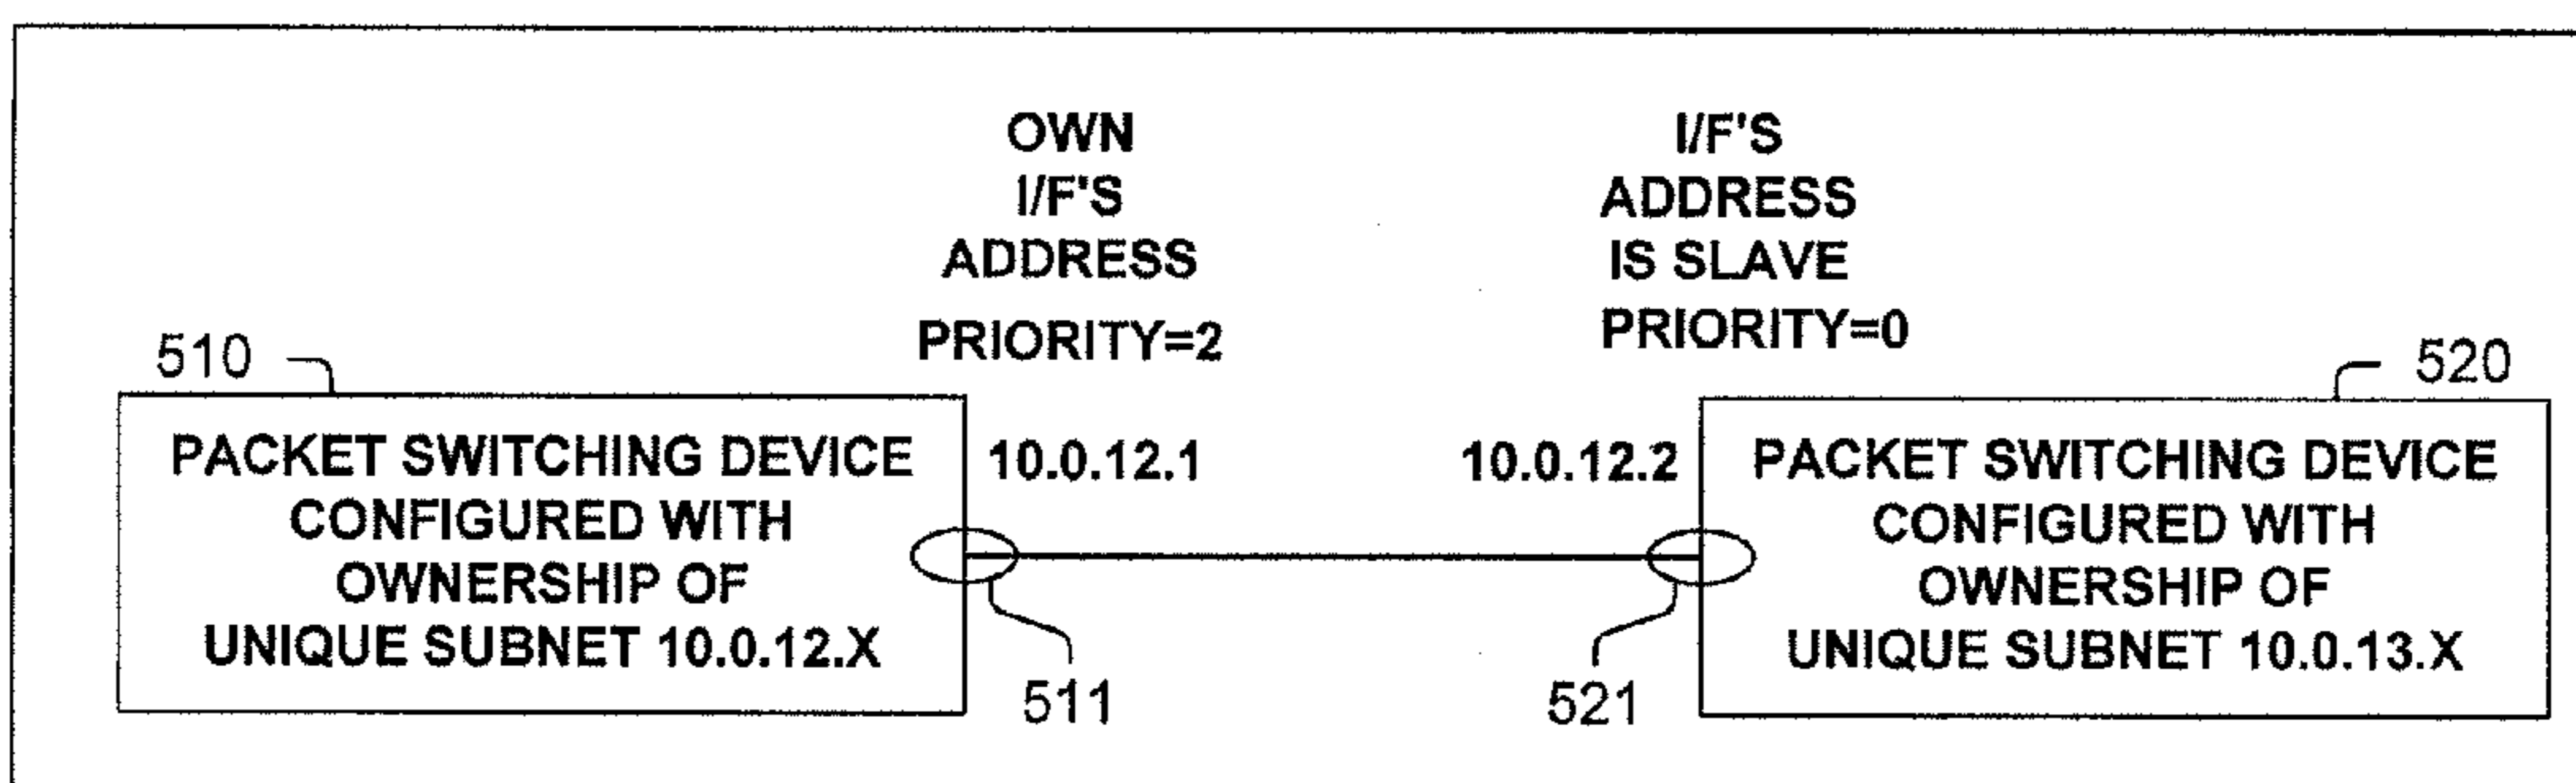 OWN
I/F'S
ADDRESS
PRIORITY=2
I/F'S
ADDRESS
IS SLAVE
PRIORITY=0
510
520
PACKET SWITCHING DEVICE
CONFIGURED WITH
OWNERSHIP OF
UNIQUE SUBNET 10.0.12.X
10.0.12.1
10.0.12.2
PACKET SWITCHING DEVICE
CONFIGURED WITH
OWNERSHIP OF
UNIQUE SUBNET 10.0.13.X
511
521